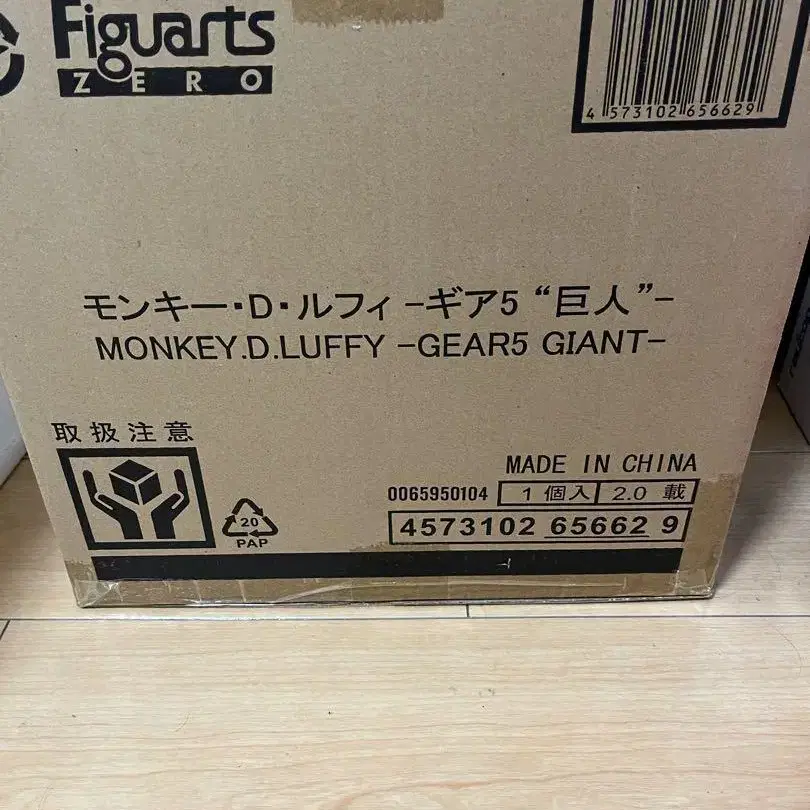 Figuarts
ZERO
4 573102 656629
モンキー・D・ルフィ -ギア5 “巨人”-
MONKEY.D.LUFFY -GEAR5 GIANT-
取扱注意
20
PAP
MADE IN CHINA
0065950104 1個入 2.0 載
4573102 65662 9